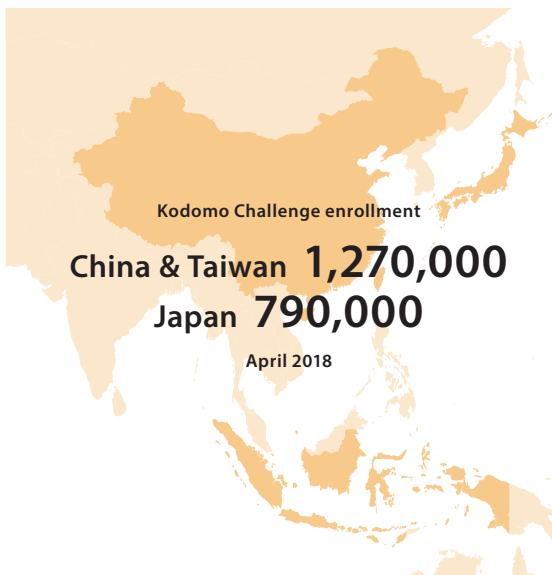 Kodomo Challenge enrollment
China & Taiwan 1,270,000
Japan 790,000
April 2018